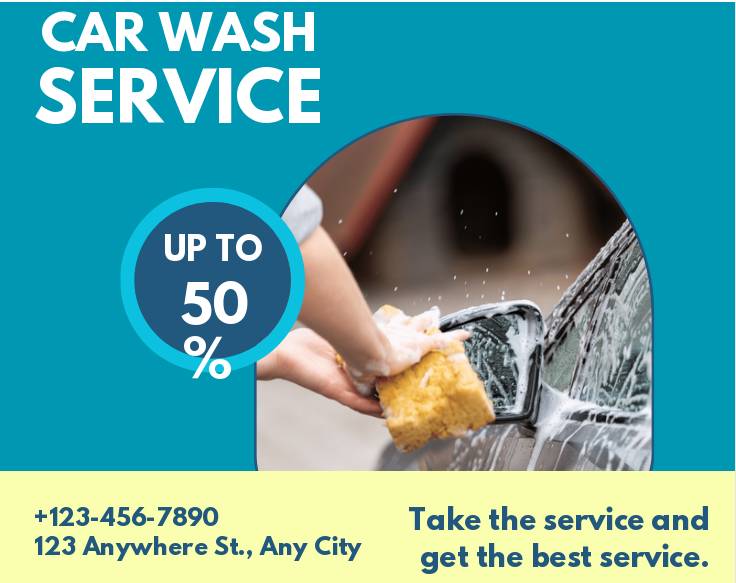 CAR WASH
SERVICE
UP TO
50
%
+123-456-7890
123 Anywhere St., Any City
Take the service and
get the best service.